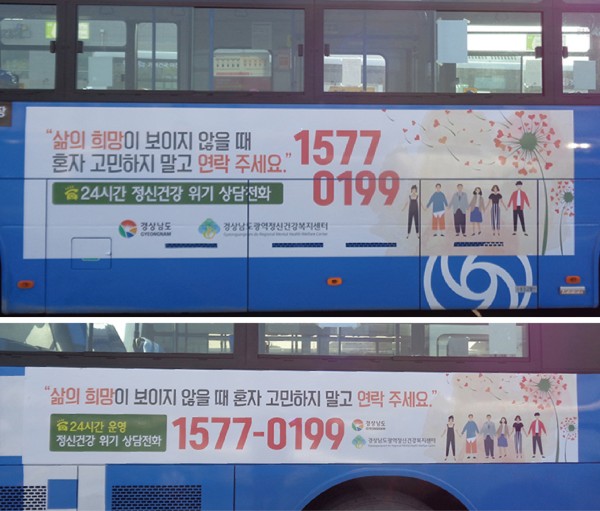 “삶의 희망이 보이지 않을 때
혼자 고민하지 말고 연락 주세요.”
1577
0199
24시간 정신건강 위기 상담전화
경상남도
GYEONGNAM
경상남도광역정신건강복지센터
“삶의 희망이 보이지 않을 때 혼자 고민하지 말고 연락 주세요.”
24시간 운영
정신건강 위기 상담전화
1577-0199
경상남도
GYEONGNAM
경상남도광역정신건강복지센터